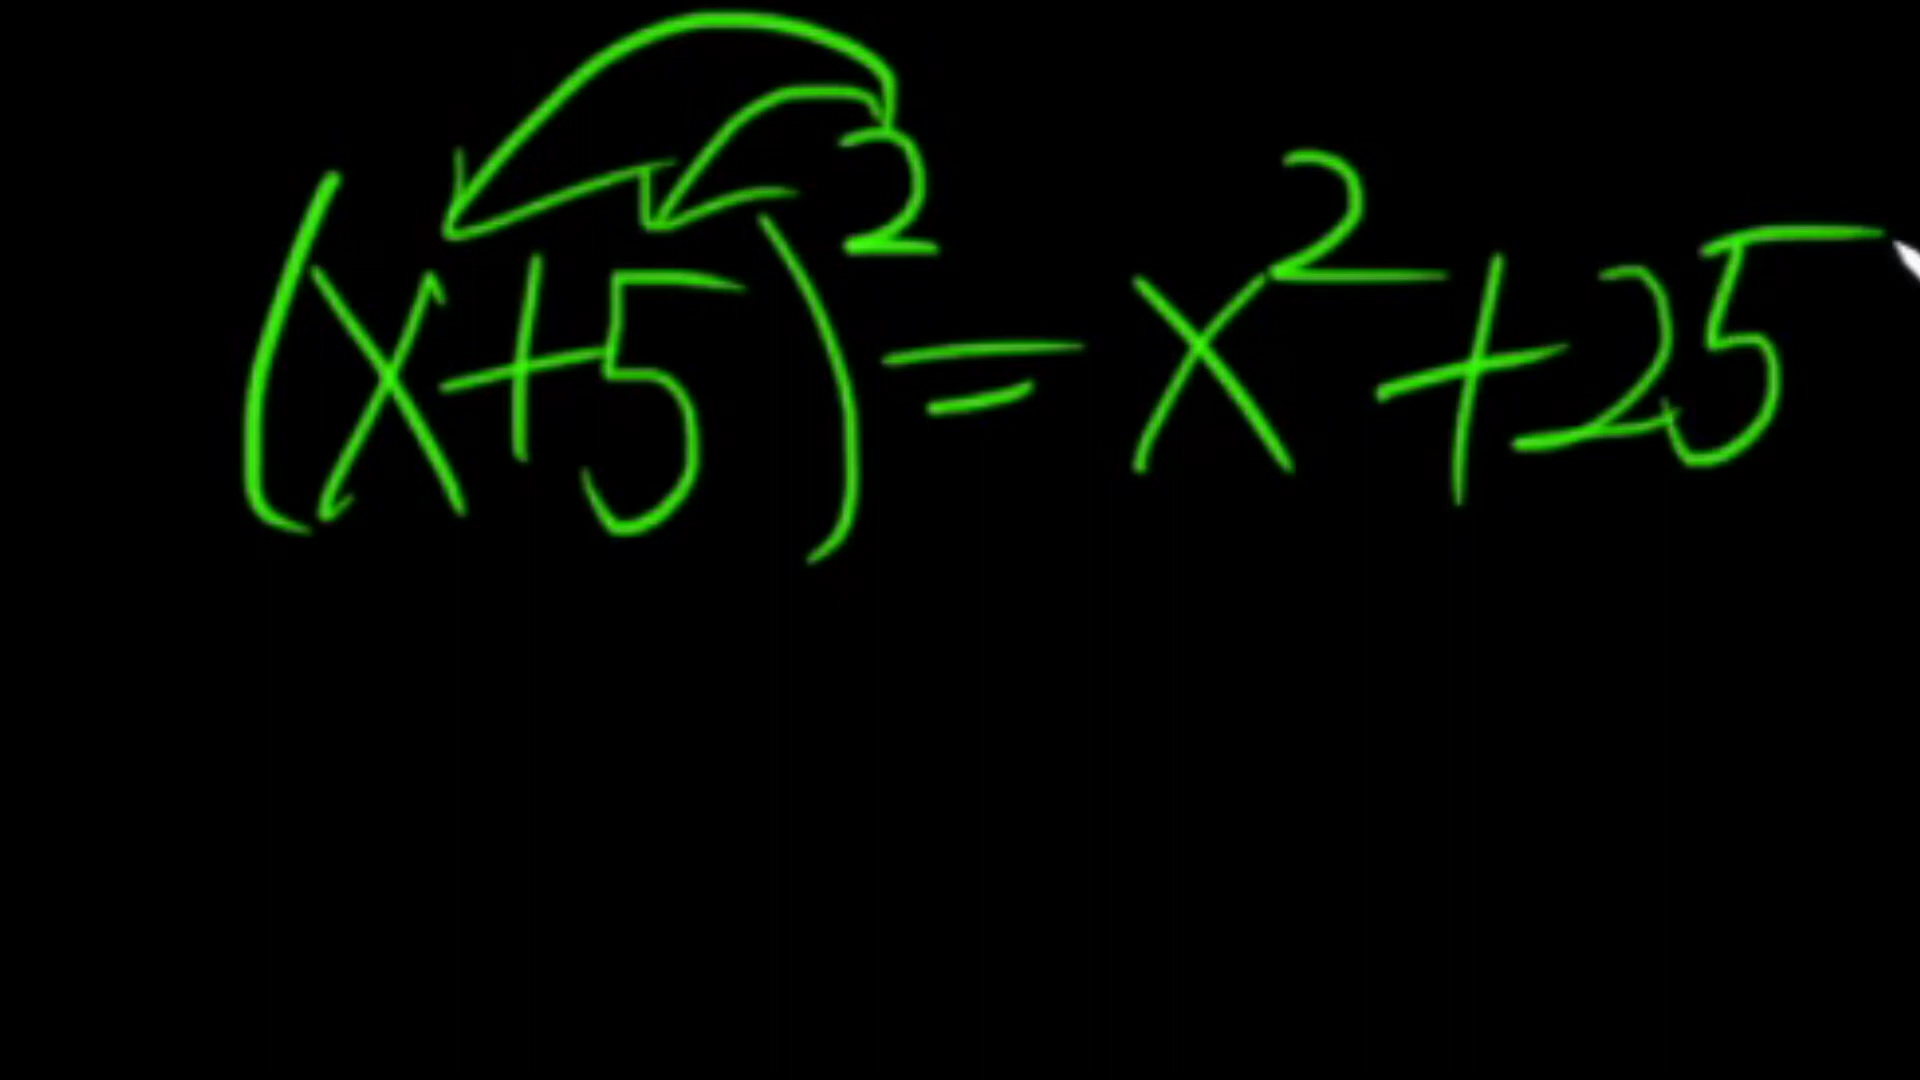 (x+5)² = x² + 25